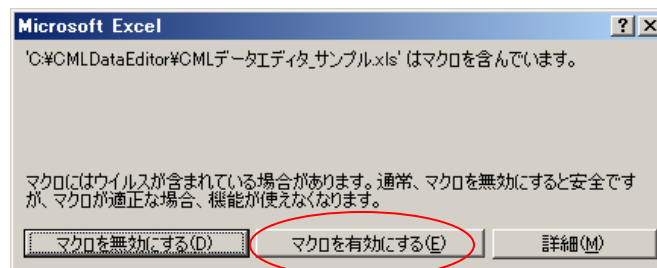 Microsoft Excel
'C:¥CMLDataEditor¥CMLデータエディタ_サンプル.xls' はマクロを含んでいます。
マクロにはウイルスが含まれている場合があります。通常、マクロを無効にすると安全です
が、マクロが適正な場合、機能が使えなくなります。
マクロを無効にする(D) マクロを有効にする(E) 詳細(M)